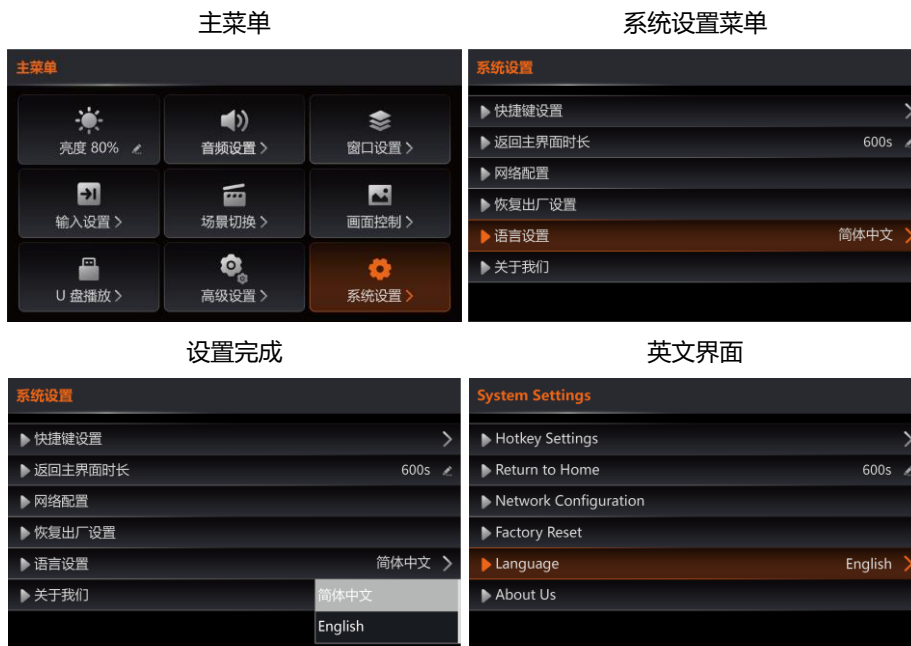 主菜单
主菜单
亮度 80%
音频设置
窗口设置
输入设置
场景切换
画面控制
U 盘播放
高级设置
系统设置
系统设置菜单
系统设置
快捷键设置
返回主界面时长 600s
网络配置
恢复出厂设置
语言设置 简体中文
关于我们
设置完成
系统设置
快捷键设置
返回主界面时长 600s
网络配置
恢复出厂设置
语言设置 简体中文
关于我们
简体中文
English
英文界面
System Settings
Hotkey Settings
Return to Home 600s
Network Configuration
Factory Reset
Language English
About Us